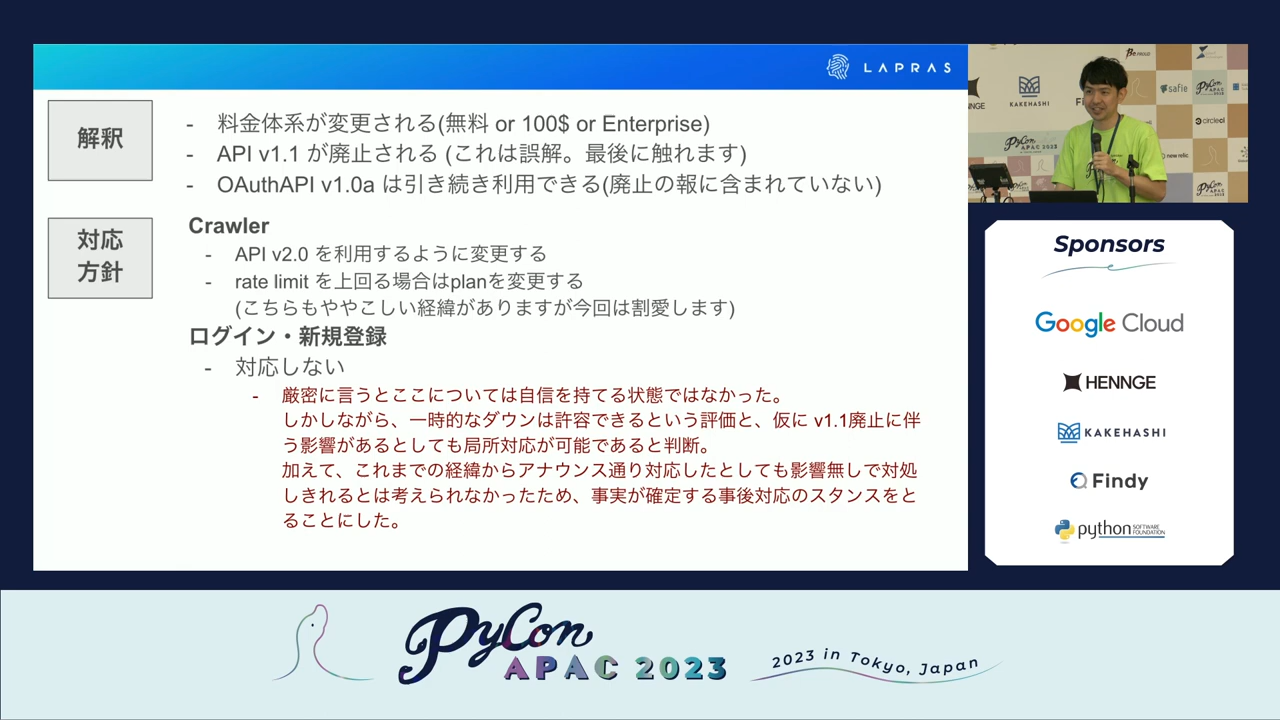 LAPRAS
解釈
- 料金体系が変更される(無料 or 100$ or Enterprise)
- API v1.1 が廃止される (これは誤解。最後に触れます)
- OAuthAPI v1.0a は引き続き利用できる(廃止の報に含まれていない)
対応
方針
Crawler
- API v2.0 を利用するように変更する
- rate limit を上回る場合はplanを変更する
(こちらもややこしい経緯がありますが今回は割愛します)
ログイン・新規登録
- 対応しない
- 厳密に言うとここについては自信を持てる状態ではなかった。
しかしながら、一時的なダウンは許容できるという評価と、仮に v1.1廃止に伴
う影響があるとしても局所対応が可能であると判断。
加えて、これまでの経緯からアナウンス通り対応したとしても影響無しで対処
しきれるとは考えられなかったため、事実が確定する事後対応のスタンスをと
ることにした。
KAKEHASHI
safie
PyCon
APAC 2023
circleci
new relic
Sponsors
Google Cloud
HENNGE
KAKEHASHI
Findy
python SOFTWARE
FOUNDATION
PyCon
APAC 2023
2023 in Tokyo, Japan